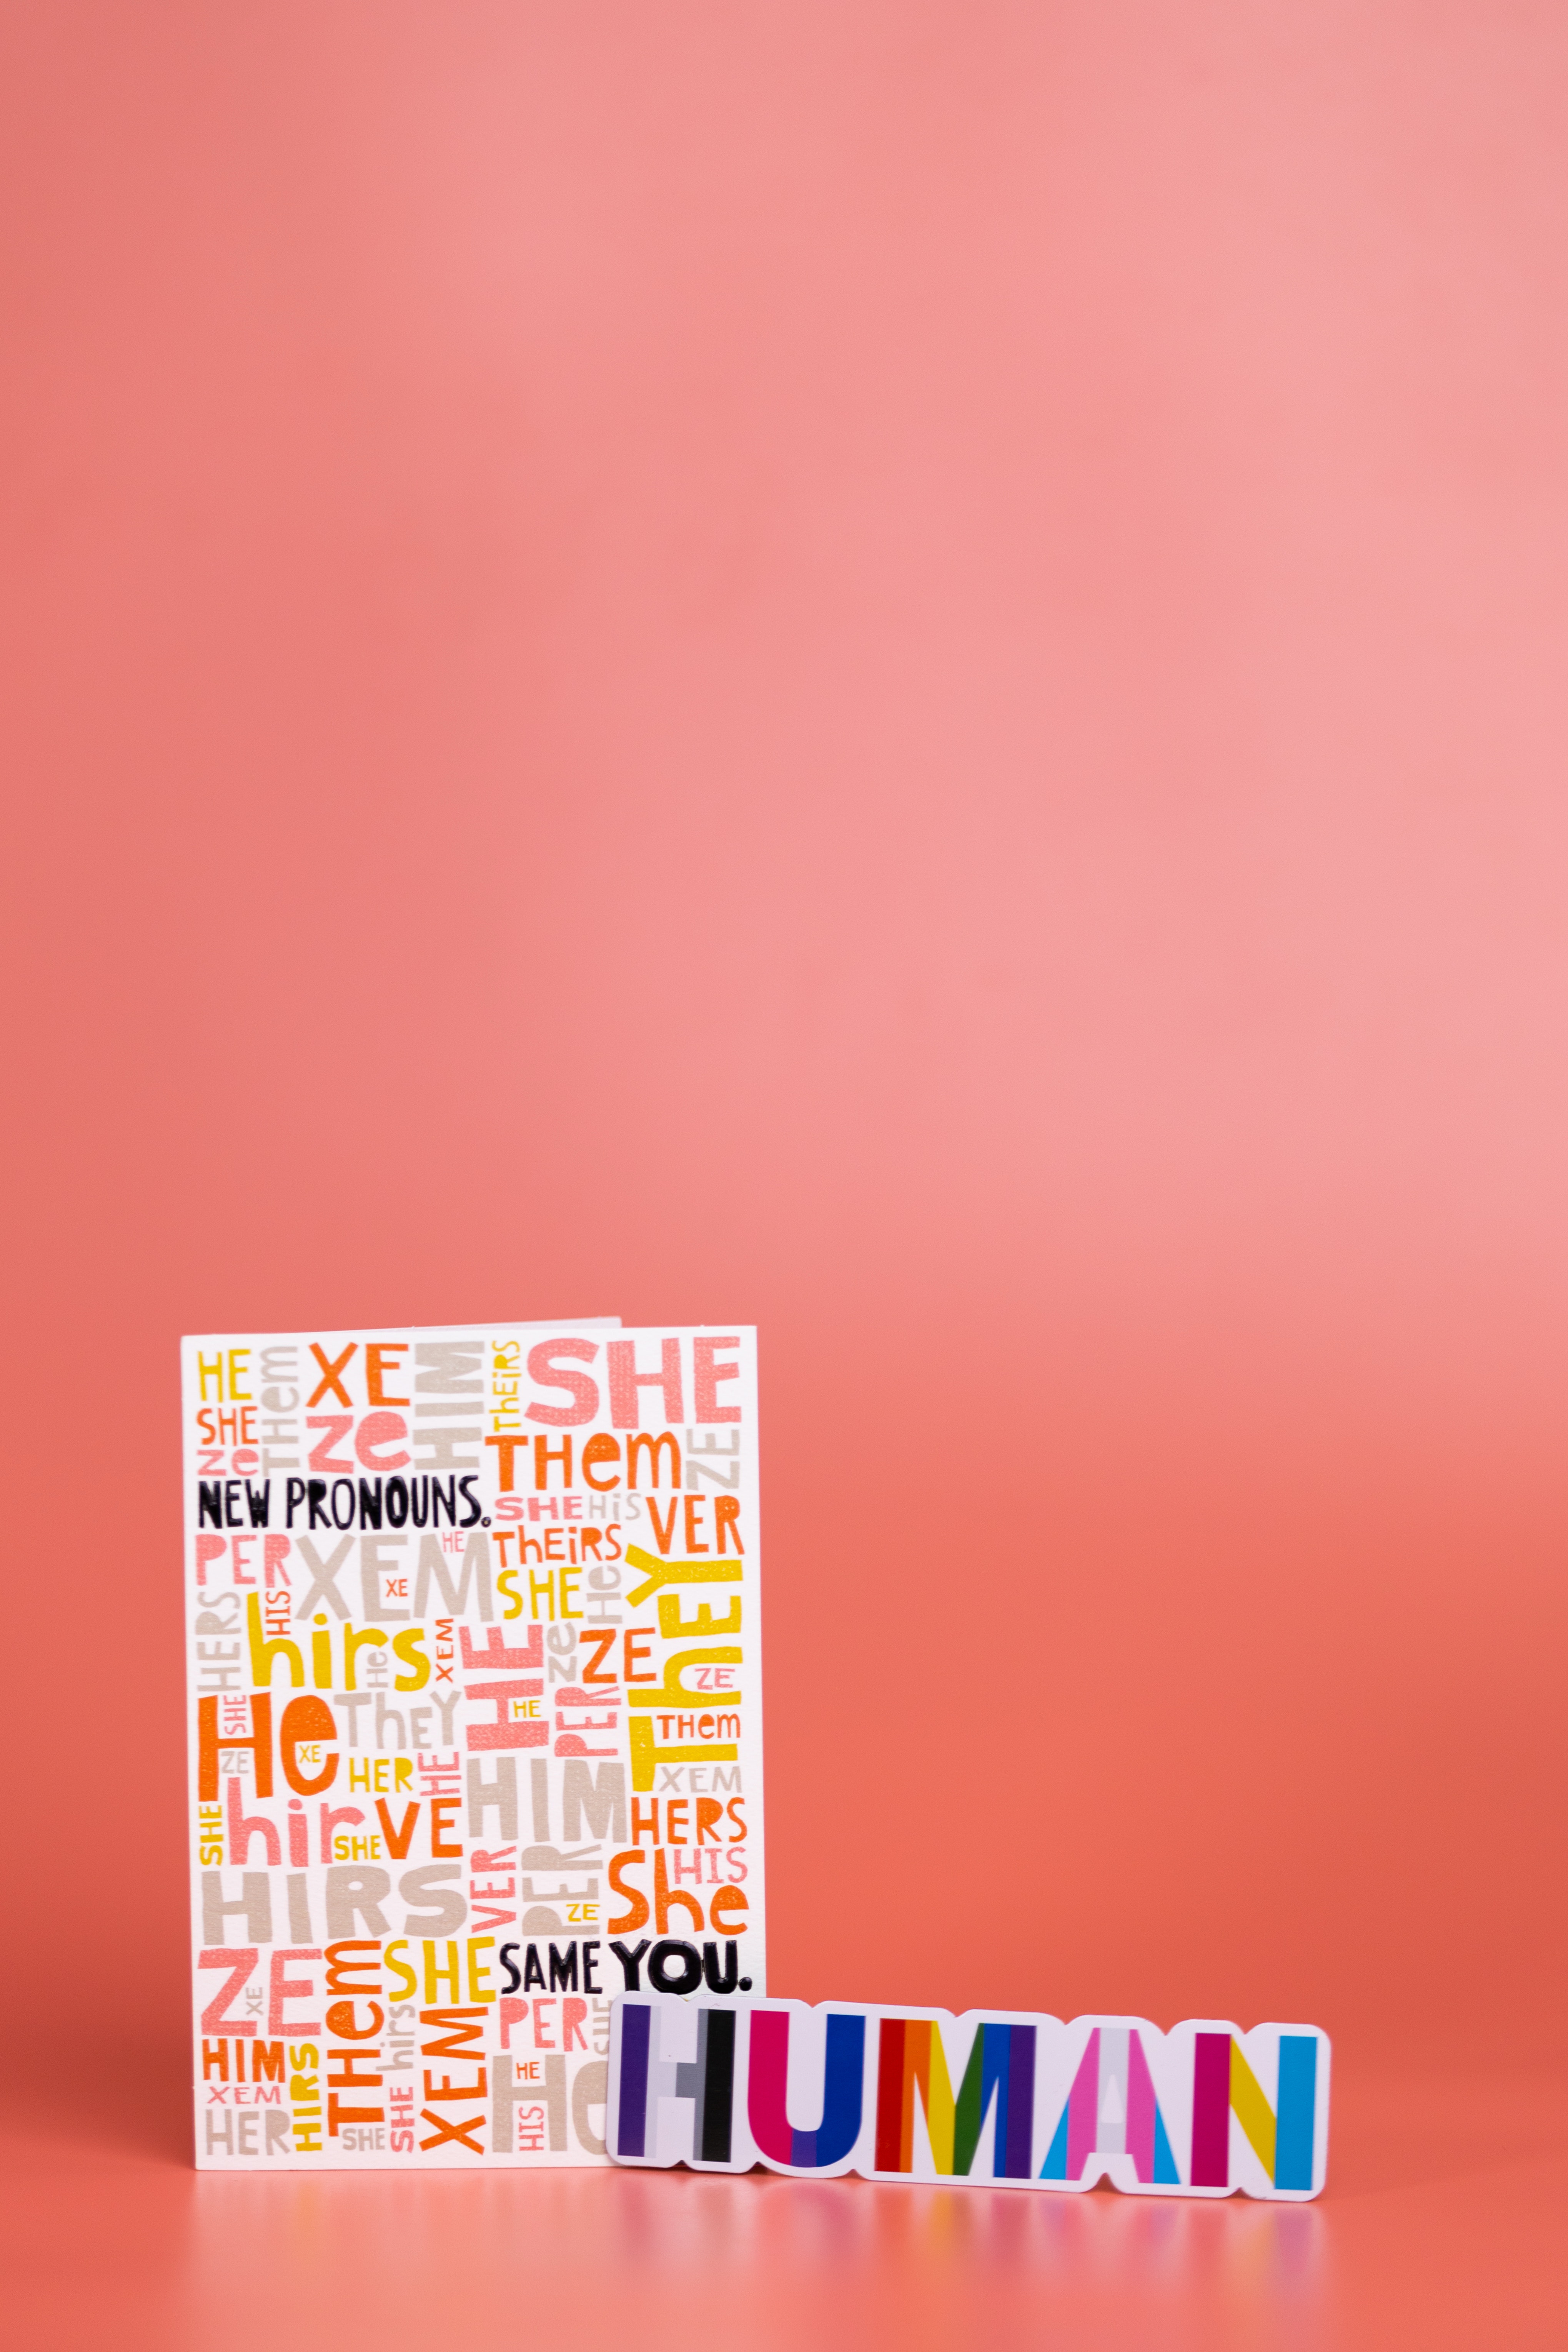 HE THEM XE HIM THEIRS SHE
SHE
ZE ZE THEM ZE
NEW PRONOUNS. SHE HIS VER
PER XEM HE THEIRS
XE SHE HE THEY
HERS HIS hirs He XEM HE ze ZE
ZE
He SHE THEY HE PER THEM
ZE XE HER HE HIM XEM
SHE hir SHE VE HERS
HIRS VER PER ZE She HIS
ZE XE THEM SHE SAME YOU.
hirs XEM PER SHE
HIM HIRS HE
XEM SHE He
HER SHE HIS
HUMAN